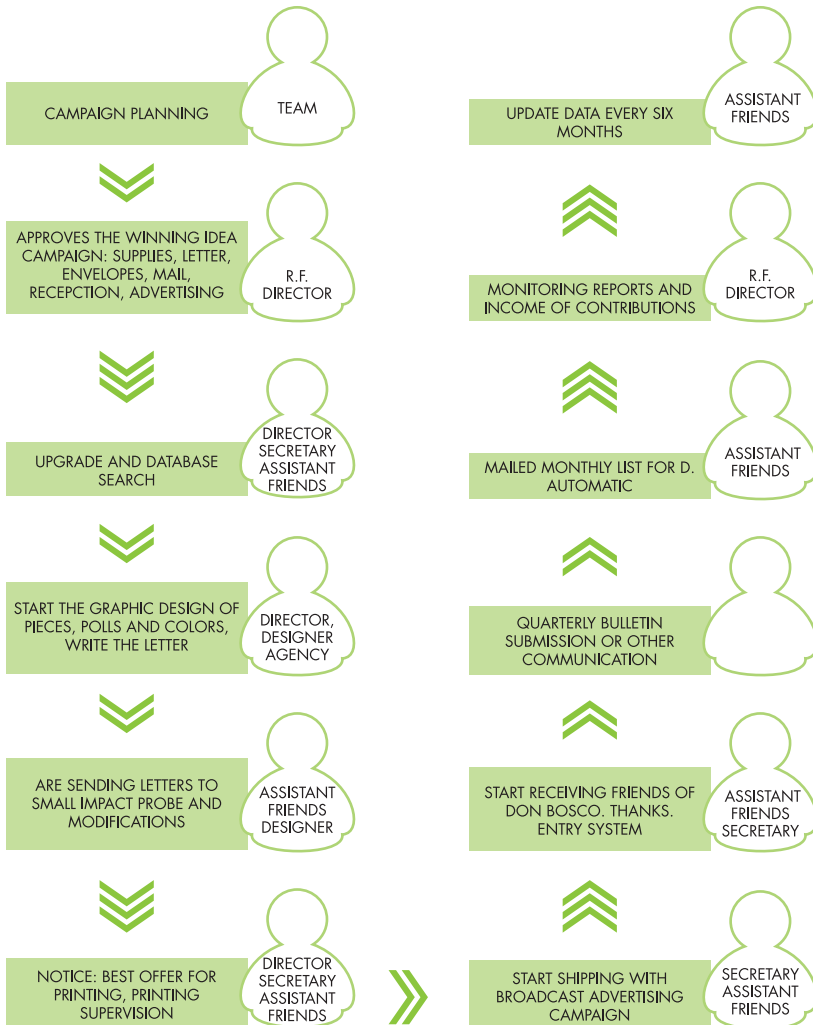 CAMPAIGN PLANNING
TEAM
APPROVES THE WINNING IDEA
CAMPAIGN: SUPPLIES, LETTER,
ENVELOPES, MAIL,
RECEPCTION, ADVERTISING
R.F.
DIRECTOR
UPGRADE AND DATABASE
SEARCH
DIRECTOR
SECRETARY
ASSISTANT
FRIENDS
START THE GRAPHIC DESIGN OF
PIECES, POLLS AND COLORS,
WRITE THE LETTER
DIRECTOR,
DESIGNER
AGENCY
ARE SENDING LETTERS TO
SMALL IMPACT PROBE AND
MODIFICATIONS
ASSISTANT
FRIENDS
DESIGNER
NOTICE: BEST OFFER FOR
PRINTING, PRINTING
SUPERVISION
DIRECTOR
SECRETARY
ASSISTANT
FRIENDS
START SHIPPING WITH
BROADCAST ADVERTISING
CAMPAIGN
SECRETARY
ASSISTANT
FRIENDS
START RECEIVING FRIENDS OF
DON BOSCO. THANKS.
ENTRY SYSTEM
ASSISTANT
FRIENDS
SECRETARY
QUARTERLY BULLETIN
SUBMISSION OR OTHER
COMMUNICATION
MAILED MONTHLY LIST FOR D.
AUTOMATIC
ASSISTANT
FRIENDS
MONITORING REPORTS AND
INCOME OF CONTRIBUTIONS
R.F.
DIRECTOR
UPDATE DATA EVERY SIX
MONTHS
ASSISTANT
FRIENDS